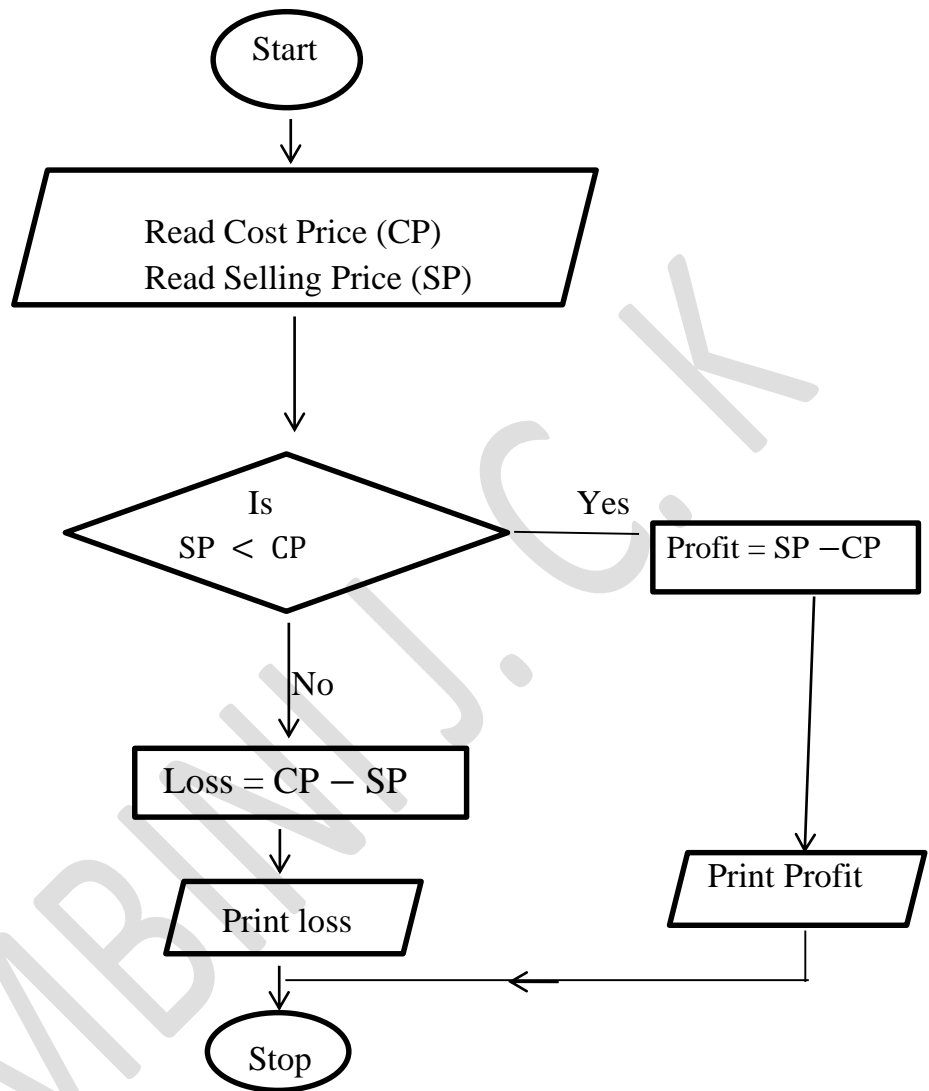 Start
Read Cost Price (CP)
Read Selling Price (SP)
Is
SP < CP
Yes
Profit = SP −CP
No
Loss = CP − SP
Print loss
Print Profit
Stop
MBINI J. C. K